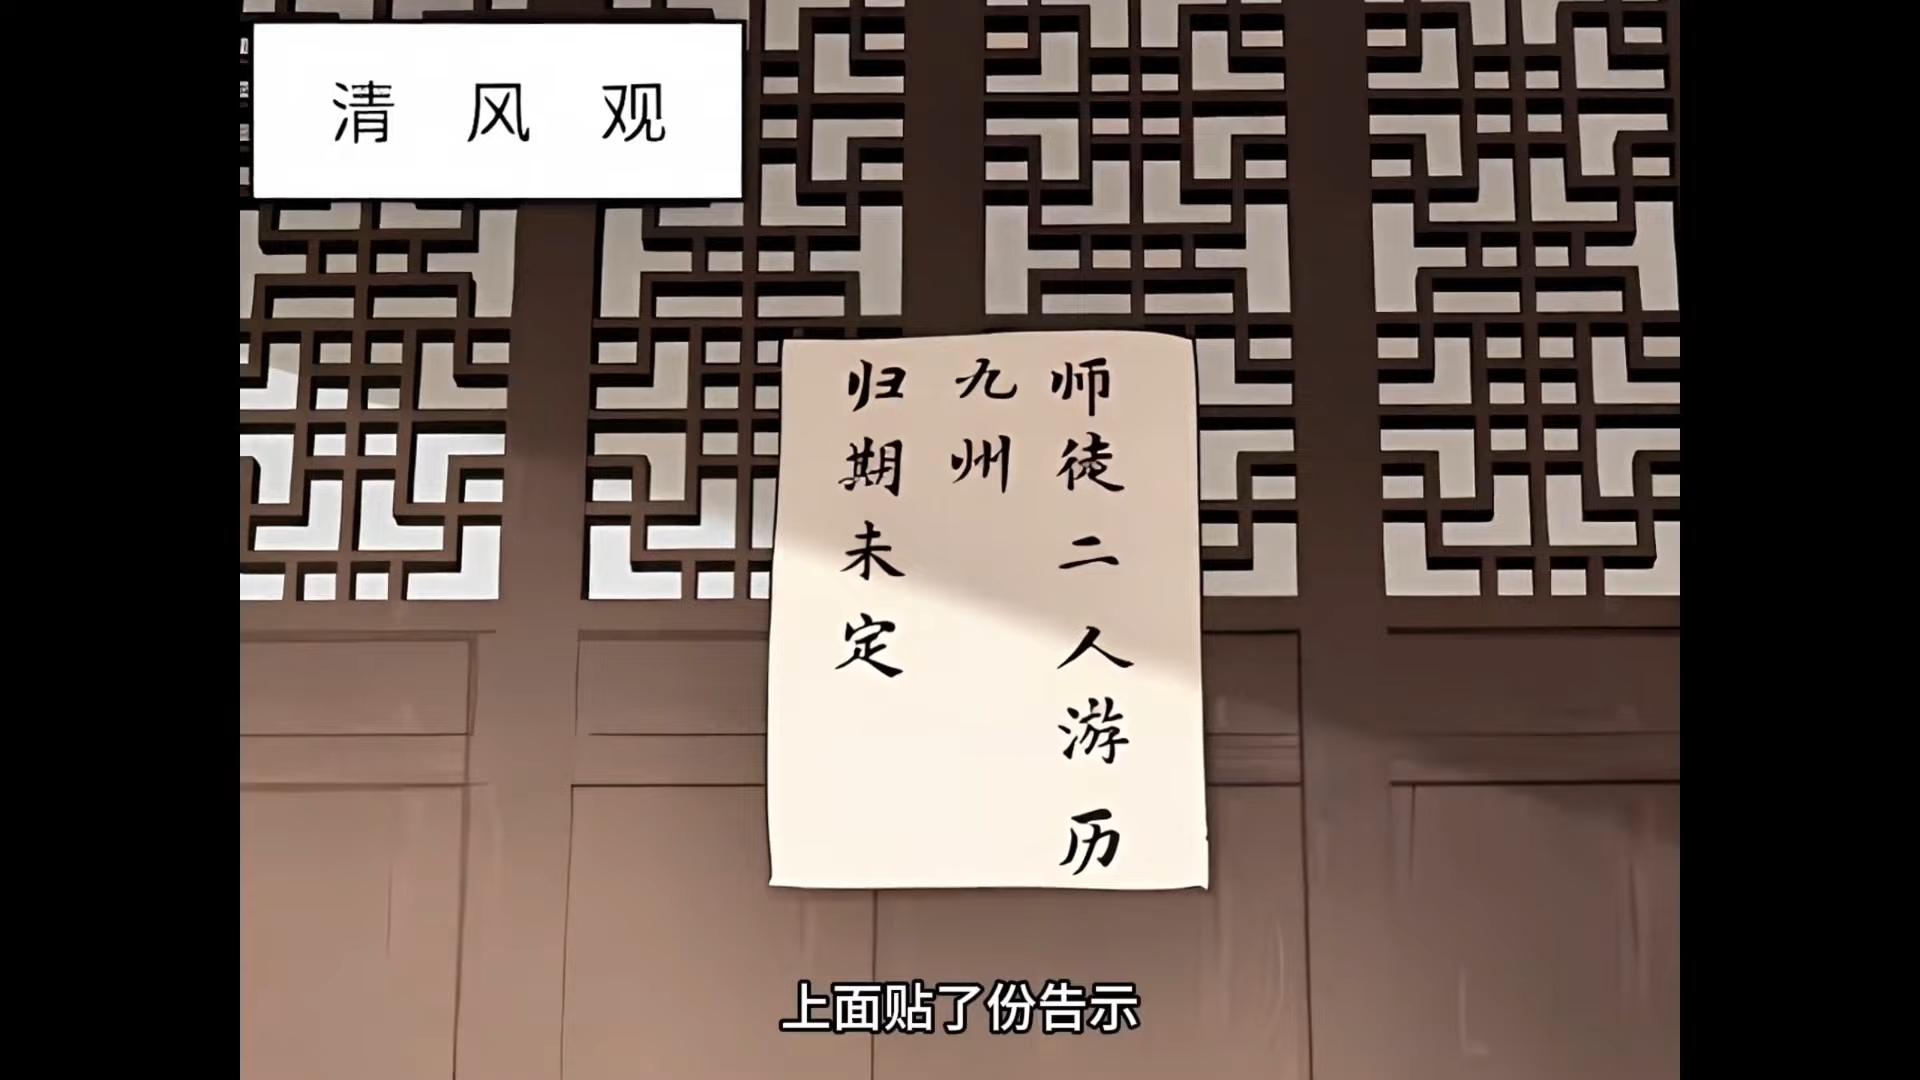 清风观
师徒二人游历
九州
归期未定
上面贴了份告示